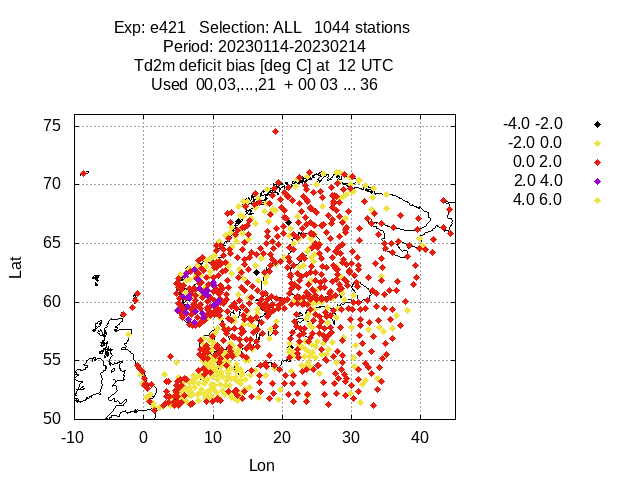 Exp: e421 Selection: ALL 1044 stations
Period: 20230114-20230214
Td2m deficit bias [deg C] at 12 UTC
Used 00,03,...,21 + 00 03 ... 36
-4.0 -2.0
-2.0 0.0
0.0 2.0
2.0 4.0
4.0 6.0
75
70
65
60
55
50
Lat
-10 0 10 20 30 40
Lon